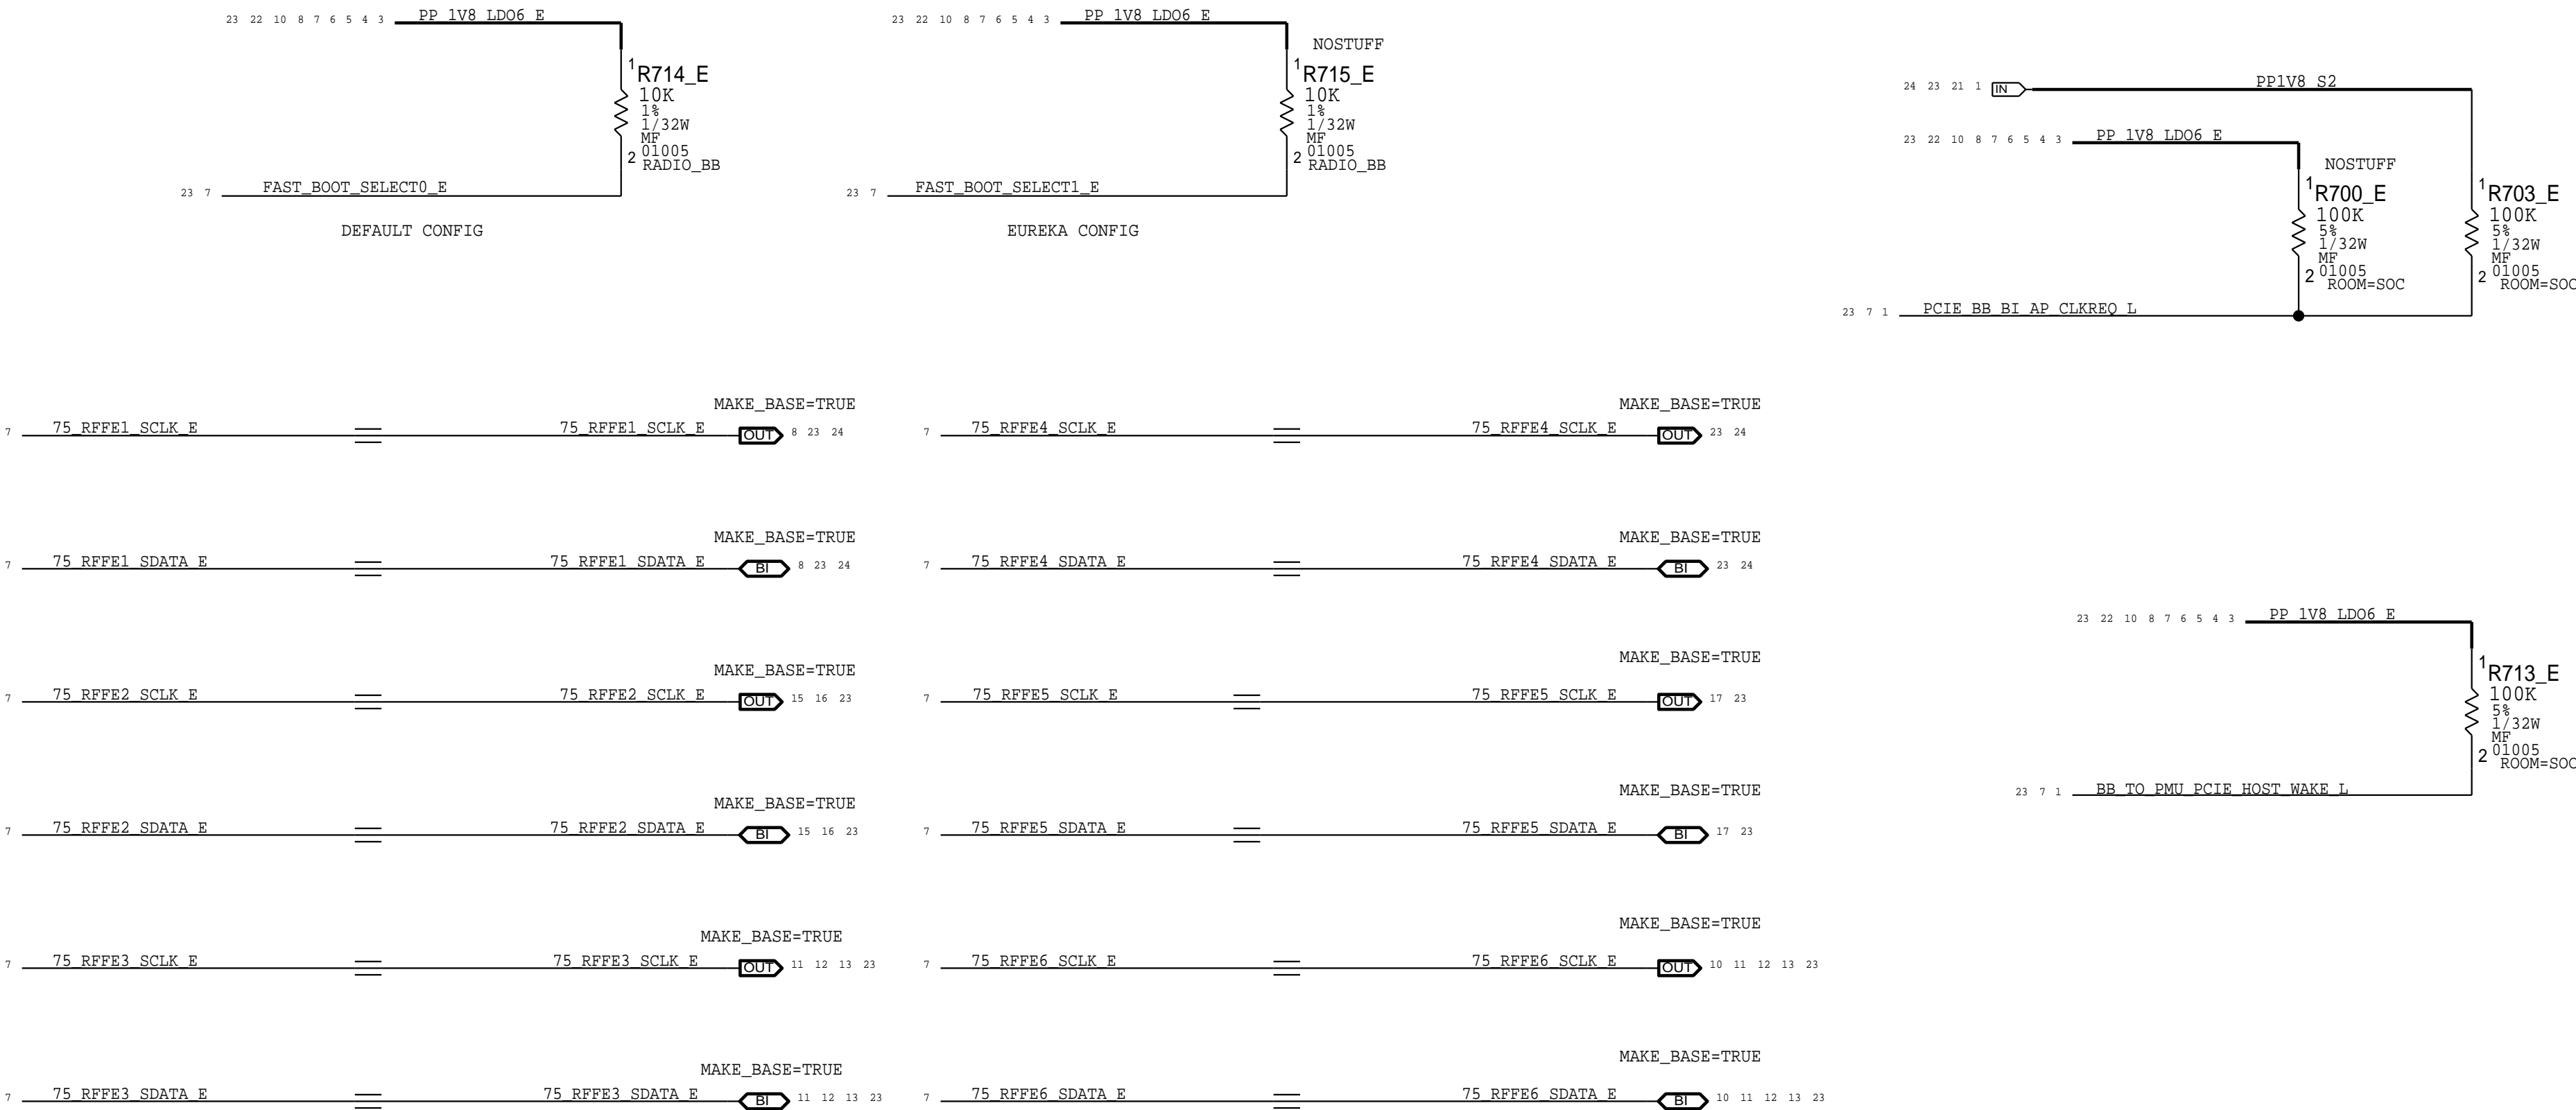 23 22 10 8 7 6 5 4 3 PP_1V8_LDO6_E
1 R714_E
10K
1%
1/32W
MF
2 01005
RADIO_BB
23 7 FAST_BOOT_SELECT0_E
DEFAULT CONFIG
23 22 10 8 7 6 5 4 3 PP_1V8_LDO6_E
NOSTUFF
1 R715_E
10K
1%
1/32W
MF
2 01005
RADIO_BB
23 7 FAST_BOOT_SELECT1_E
EUREKA CONFIG
24 23 21 1 IN PP1V8_S2
23 22 10 8 7 6 5 4 3 PP_1V8_LDO6_E
NOSTUFF
1 R700_E
100K
5%
1/32W
MF
2 01005
ROOM=SOC
1 R703_E
100K
5%
1/32W
MF
2 01005
ROOM=SOC
23 7 1 PCIE_BB_BI_AP_CLKREQ_L
MAKE_BASE=TRUE
7 75_RFFE1_SCLK_E 75_RFFE1_SCLK_E OUT 8 23 24
MAKE_BASE=TRUE
7 75_RFFE4_SCLK_E 75_RFFE4_SCLK_E OUT 23 24
MAKE_BASE=TRUE
7 75_RFFE1_SDATA_E 75_RFFE1_SDATA_E BI 8 23 24
MAKE_BASE=TRUE
7 75_RFFE4_SDATA_E 75_RFFE4_SDATA_E BI 23 24
MAKE_BASE=TRUE
7 75_RFFE2_SCLK_E 75_RFFE2_SCLK_E OUT 15 16 23
MAKE_BASE=TRUE
7 75_RFFE5_SCLK_E 75_RFFE5_SCLK_E OUT 17 23
23 22 10 8 7 6 5 4 3 PP_1V8_LDO6_E
1 R713_E
100K
5%
1/32W
MF
2 01005
ROOM=SOC
23 7 1 BB_TO_PMU_PCIE_HOST_WAKE_L
MAKE_BASE=TRUE
7 75_RFFE2_SDATA_E 75_RFFE2_SDATA_E BI 15 16 23
MAKE_BASE=TRUE
7 75_RFFE5_SDATA_E 75_RFFE5_SDATA_E BI 17 23
MAKE_BASE=TRUE
7 75_RFFE3_SCLK_E 75_RFFE3_SCLK_E OUT 11 12 13 23
MAKE_BASE=TRUE
7 75_RFFE6_SCLK_E 75_RFFE6_SCLK_E OUT 10 11 12 13 23
MAKE_BASE=TRUE
7 75_RFFE3_SDATA_E 75_RFFE3_SDATA_E BI 11 12 13 23
MAKE_BASE=TRUE
7 75_RFFE6_SDATA_E 75_RFFE6_SDATA_E BI 10 11 12 13 23